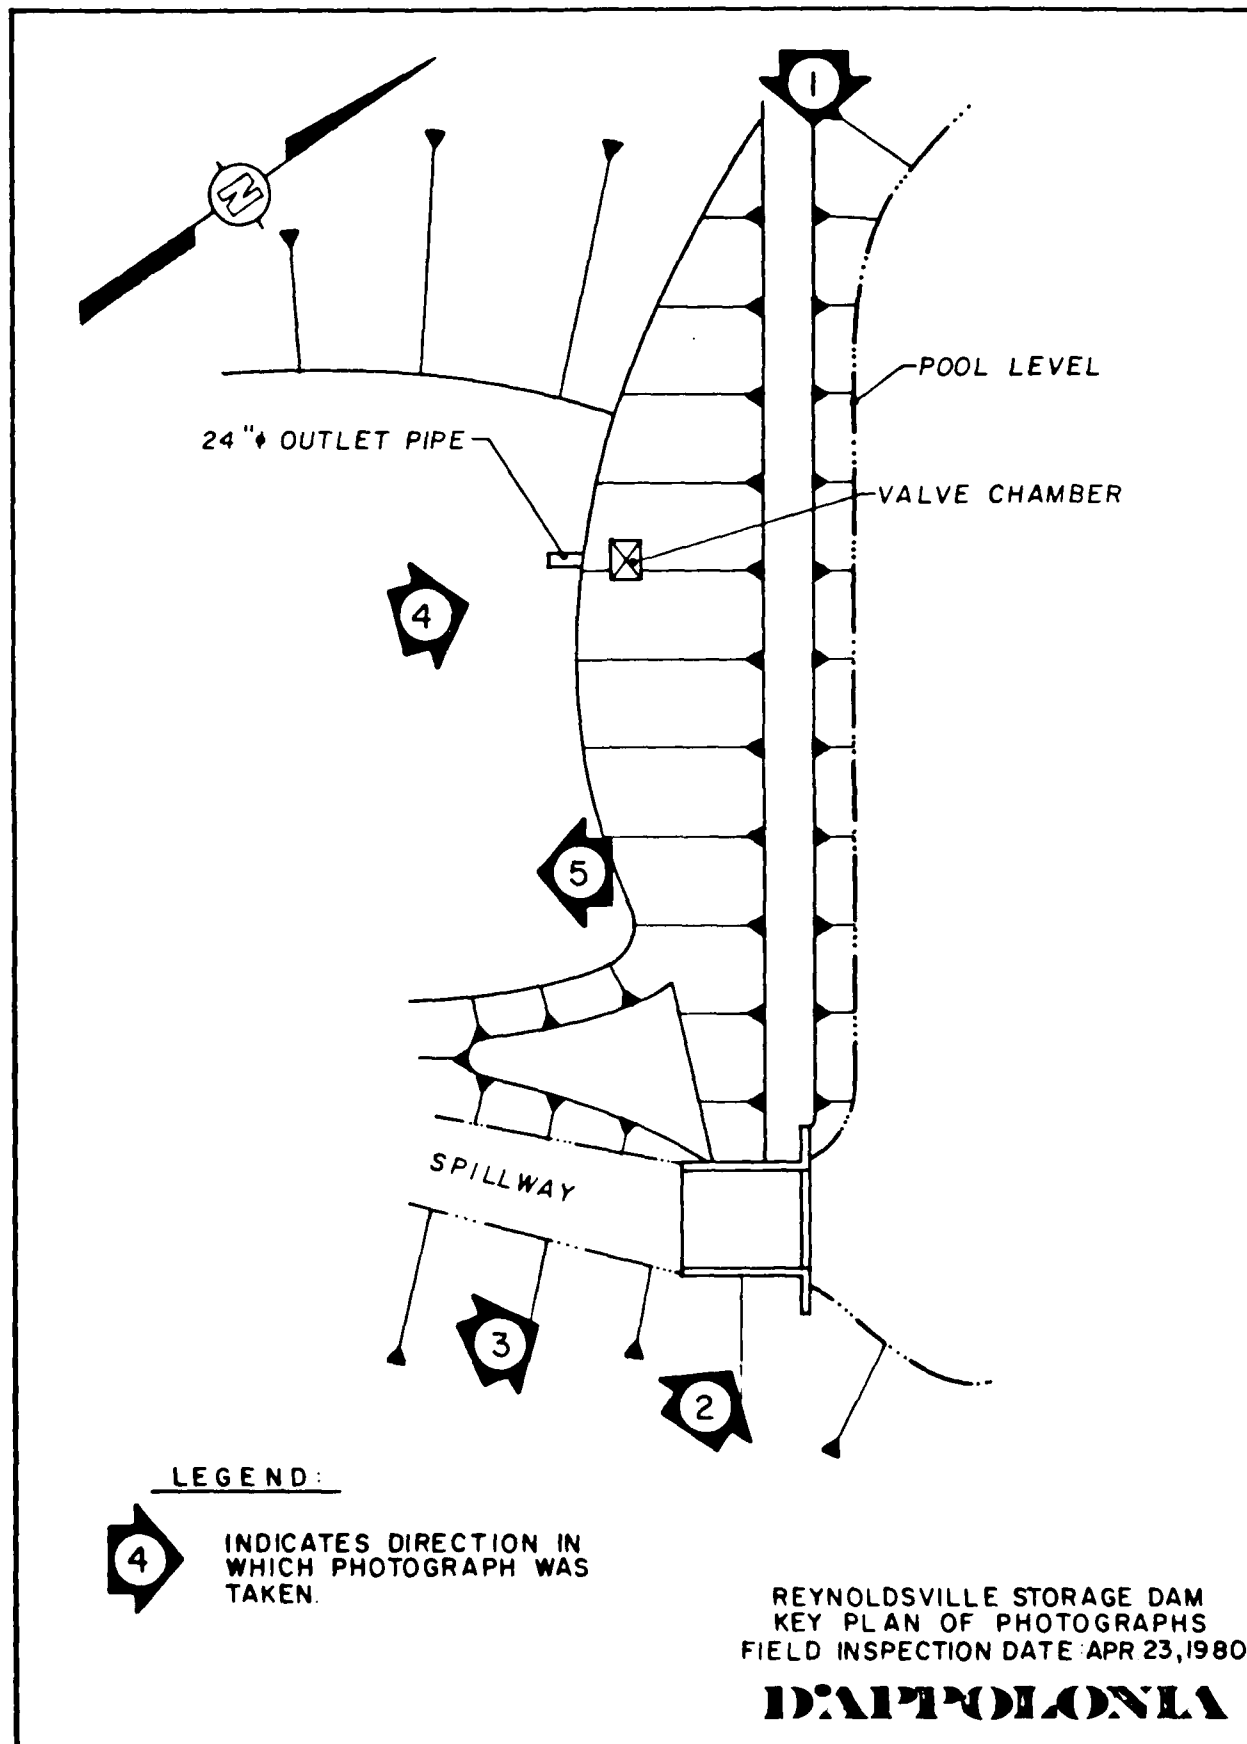 1
N
POOL LEVEL
24"φ OUTLET PIPE
VALVE CHAMBER
4
5
SPILLWAY
3
2
LEGEND:
4
INDICATES DIRECTION IN
WHICH PHOTOGRAPH WAS
TAKEN.
REYNOLDSVILLE STORAGE DAM
KEY PLAN OF PHOTOGRAPHS
FIELD INSPECTION DATE: APR 23, 1980
D'APPOLONIA